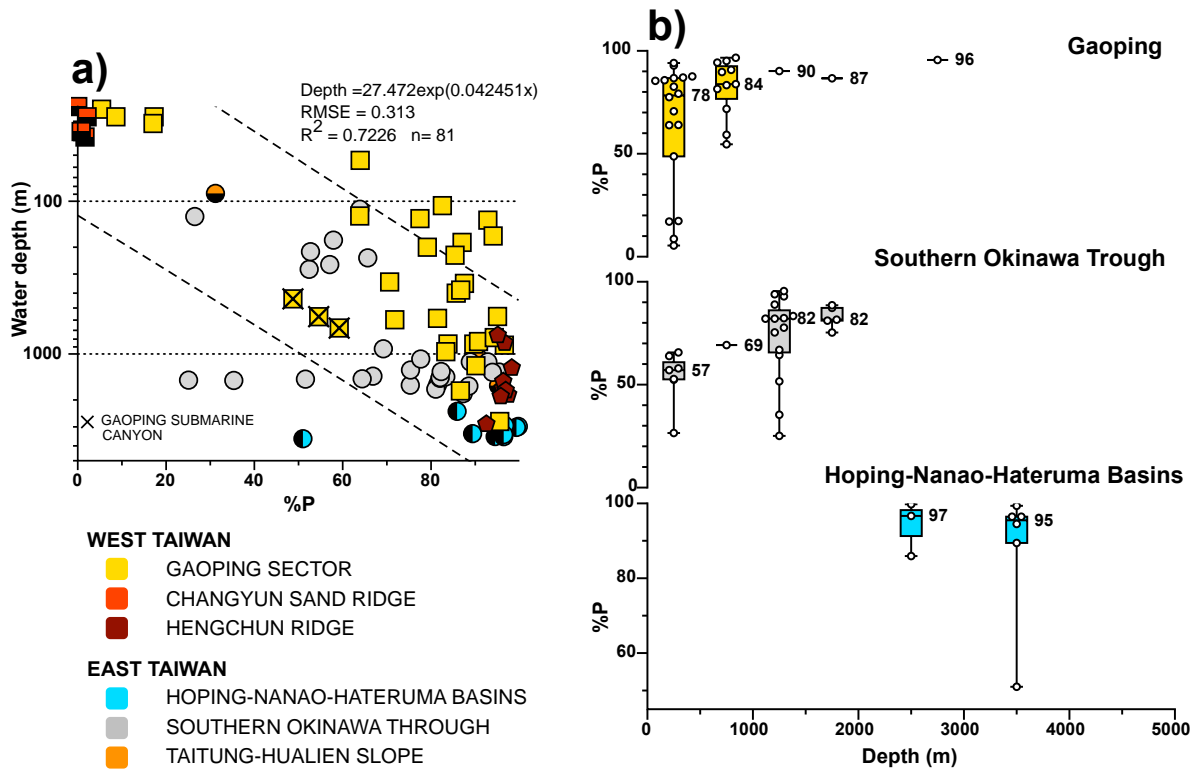 a)
Depth =27.472exp(0.042451x)
RMSE = 0.313
R2 = 0.7226 n= 81
Water depth (m)
100
1000
GAOPING SUBMARINE
CANYON
0 20 40 60 80
%P
WEST TAIWAN
GAOPING SECTOR
CHANGYUN SAND RIDGE
HENGCHUN RIDGE
EAST TAIWAN
HOPING-NANAO-HATERUMA BASINS
SOUTHERN OKINAWA THROUGH
TAITUNG-HUALIEN SLOPE
b)
Gaoping
%P
100
50
0
78
84
90
87
96
Southern Okinawa Trough
%P
100
50
0
57
69
82
82
Hoping-Nanao-Hateruma Basins
%P
100
80
60
97
95
0 1000 2000 3000 4000 5000
Depth (m)